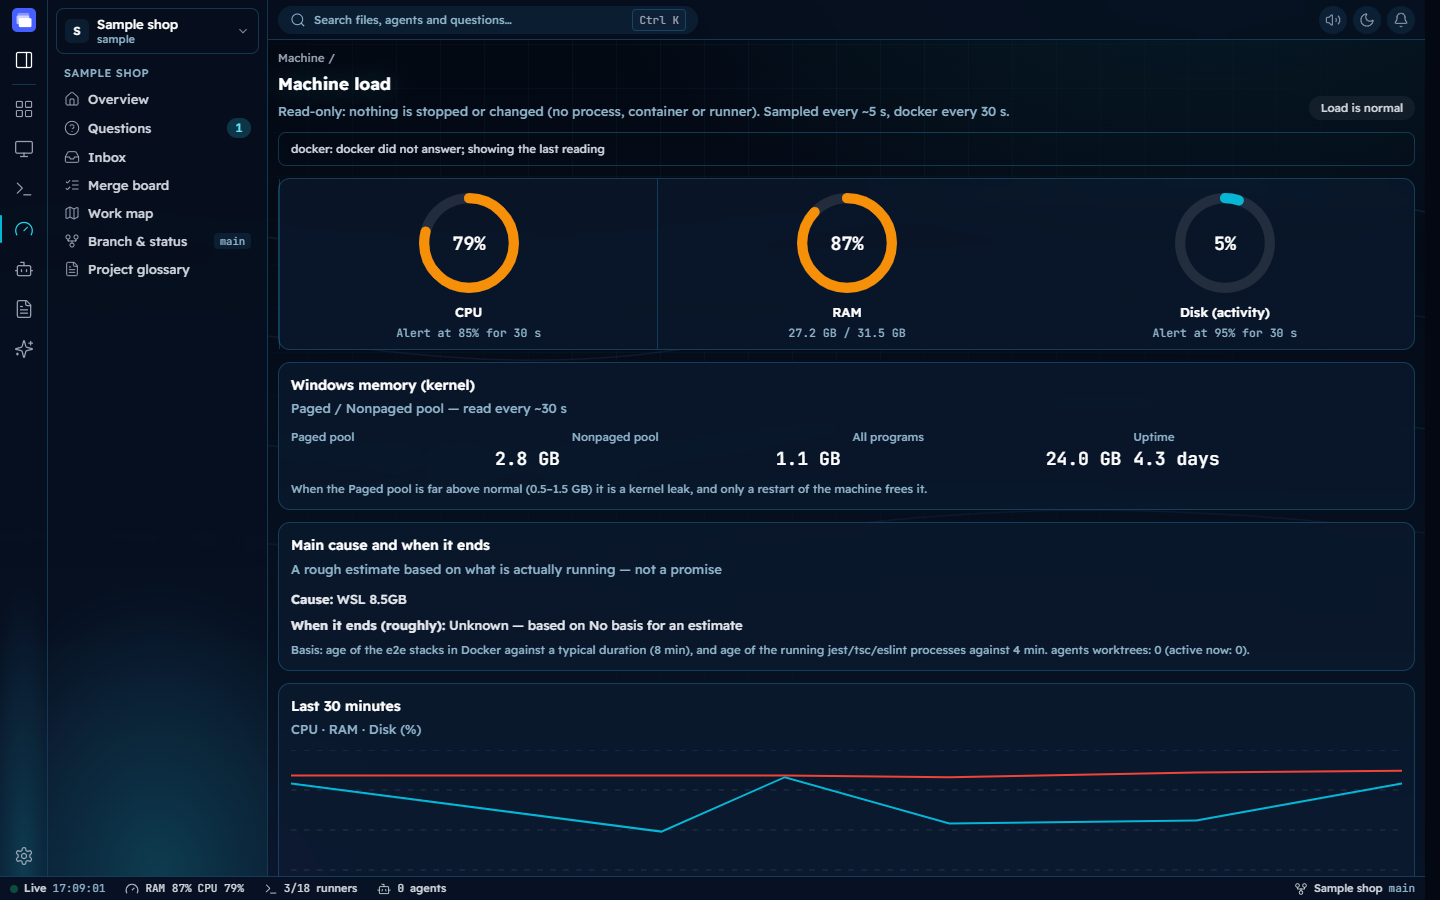 Sample shop
sample
S
SAMPLE SHOP
Overview
Questions 1
Inbox
Merge board
Work map
Branch & status main
Project glossary
Search files, agents and questions... Ctrl K
Machine /
Machine load
Read-only: nothing is stopped or changed (no process, container or runner). Sampled every ~5 s, docker every 30 s.
Load is normal
docker: docker did not answer; showing the last reading
79%
CPU
Alert at 85% for 30 s
87%
RAM
27.2 GB / 31.5 GB
5%
Disk (activity)
Alert at 95% for 30 s
Windows memory (kernel)
Paged / Nonpaged pool — read every ~30 s
Paged pool
2.8 GB
Nonpaged pool
1.1 GB
All programs
24.0 GB
Uptime
4.3 days
When the Paged pool is far above normal (0.5–1.5 GB) it is a kernel leak, and only a restart of the machine frees it.
Main cause and when it ends
A rough estimate based on what is actually running — not a promise
Cause: WSL 8.5GB
When it ends (roughly): Unknown — based on No basis for an estimate
Basis: age of the e2e stacks in Docker against a typical duration (8 min), and age of the running jest/tsc/eslint processes against 4 min. agents worktrees: 0 (active now: 0).
Last 30 minutes
CPU · RAM · Disk (%)
Live 17:09:01 RAM 87% CPU 79% 3/18 runners 0 agents Sample shop main